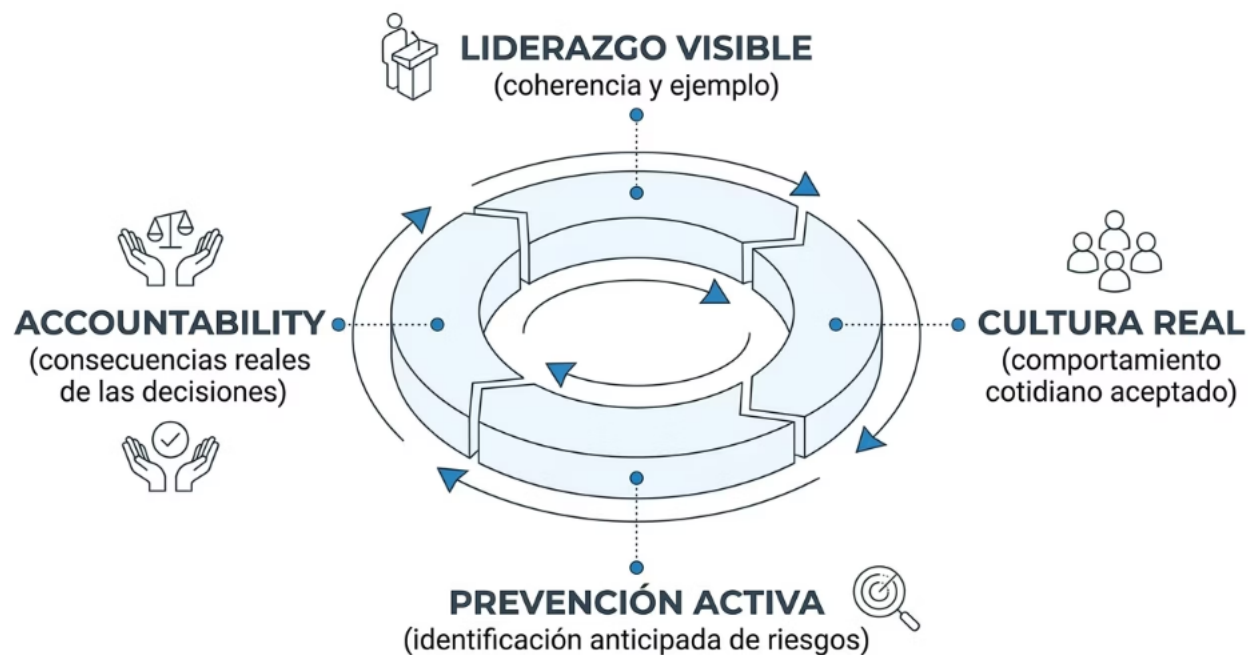 LIDERAZGO VISIBLE
(coherencia y ejemplo)
ACCOUNTABILITY
(consecuencias reales
de las decisiones)
CULTURA REAL
(comportamiento
cotidiano aceptado)
PREVENCIÓN ACTIVA
(identificación anticipada de riesgos)